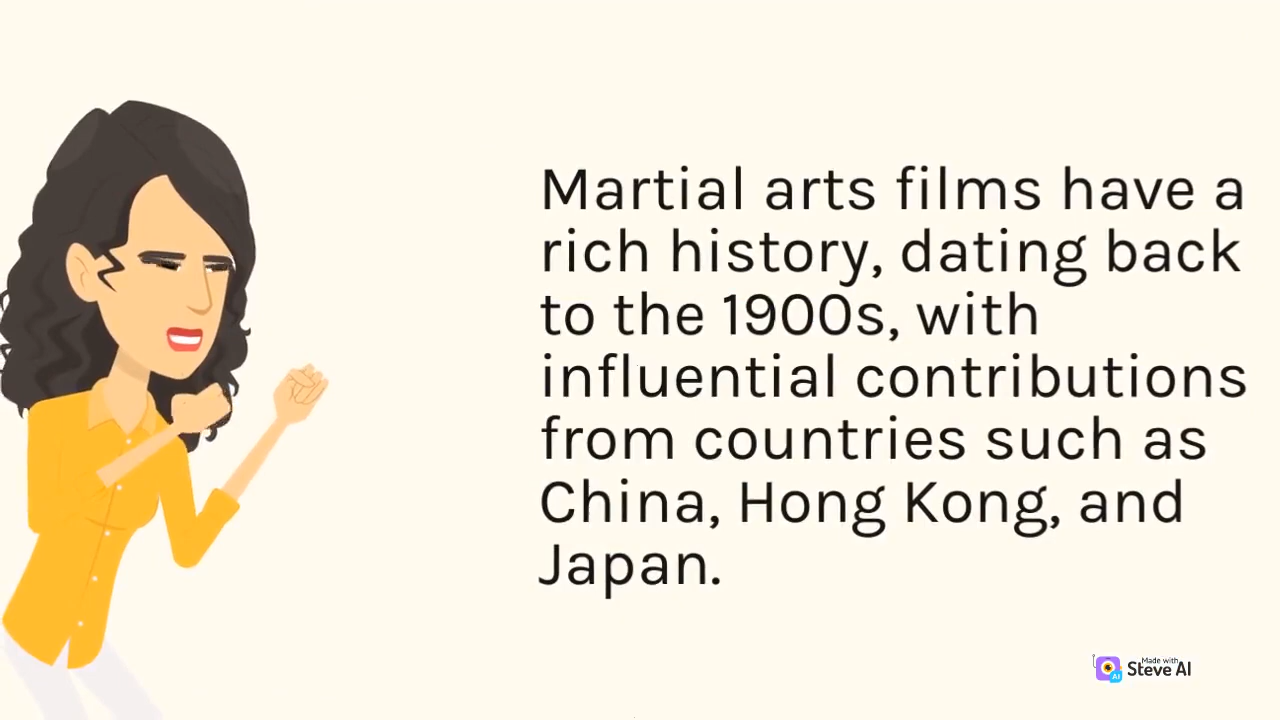 Martial arts films have a
rich history, dating back
to the 1900s, with
influential contributions
from countries such as
China, Hong Kong, and
Japan.
Made with
Steve AI
AI